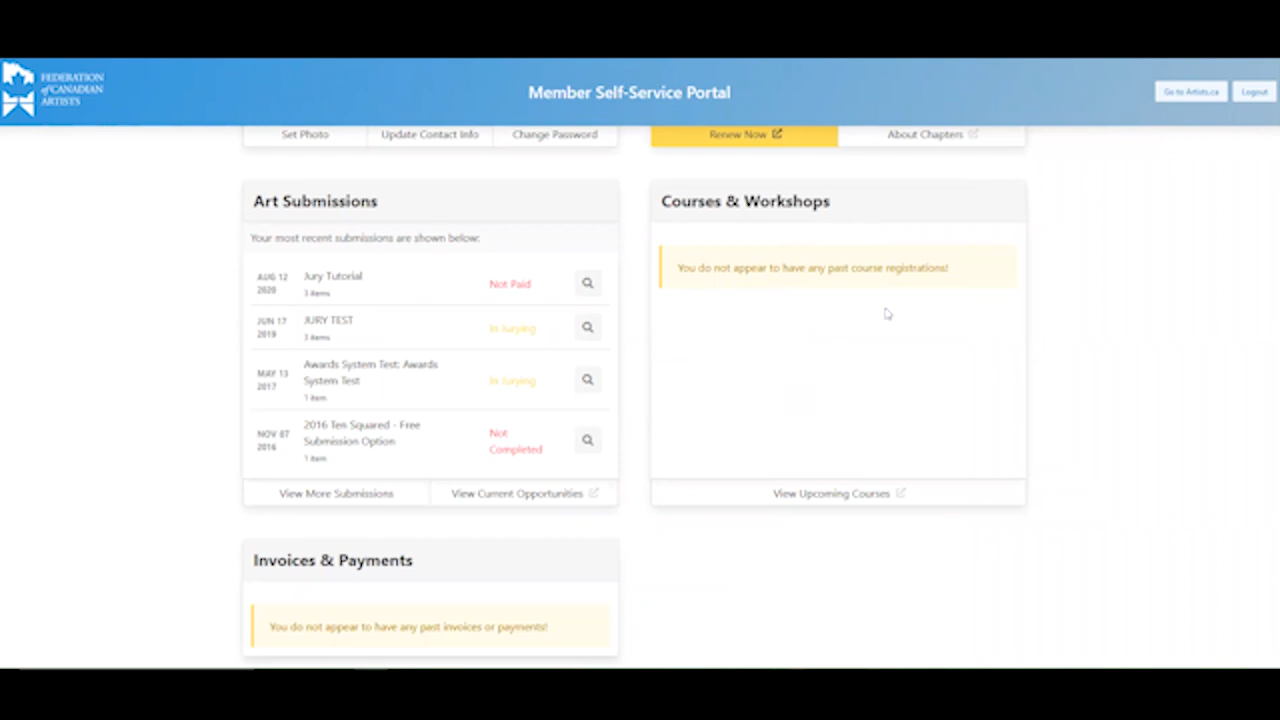 FEDERATION
of CANADIAN
ARTISTS
Member Self-Service Portal
Go to Artists.ca
Logout
Set Photo
Update Contact Info
Change Password
Renew Now
About Chapters
Art Submissions
Your most recent submissions are shown below:
AUG 12
2020
Jury Tutorial
3 items
Not Paid
JUN 17
2019
JURY TEST
3 items
In Jurying
MAY 13
2017
Awards System Test: Awards
System Test
1 item
In Jurying
NOV 07
2016
2016 Ten Squared - Free
Submission Option
1 item
Not
Completed
View More Submissions
View Current Opportunities
Courses & Workshops
You do not appear to have any past course registrations!
View Upcoming Courses
Invoices & Payments
You do not appear to have any past invoices or payments!